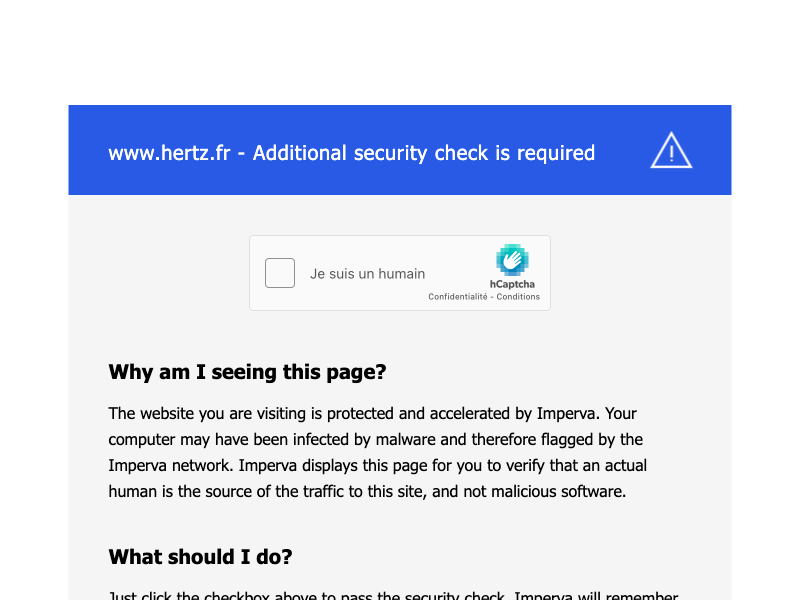 www.hertz.fr - Additional security check is required
Je suis un humain
hCaptcha
Confidentialité - Conditions
Why am I seeing this page?
The website you are visiting is protected and accelerated by Imperva. Your
computer may have been infected by malware and therefore flagged by the
Imperva network. Imperva displays this page for you to verify that an actual
human is the source of the traffic to this site, and not malicious software.
What should I do?
Just click the checkbox above to pass the security check. Imperva will remember